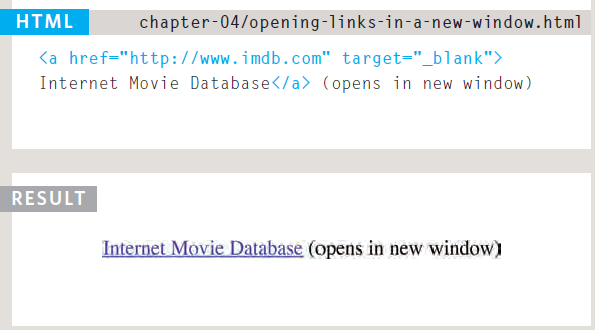 HTML chapter-04/opening-links-in-a-new-window.html
<a href="http://www.imdb.com" target="_blank">
Internet Movie Database</a> (opens in new window)
RESULT
Internet Movie Database (opens in new window)